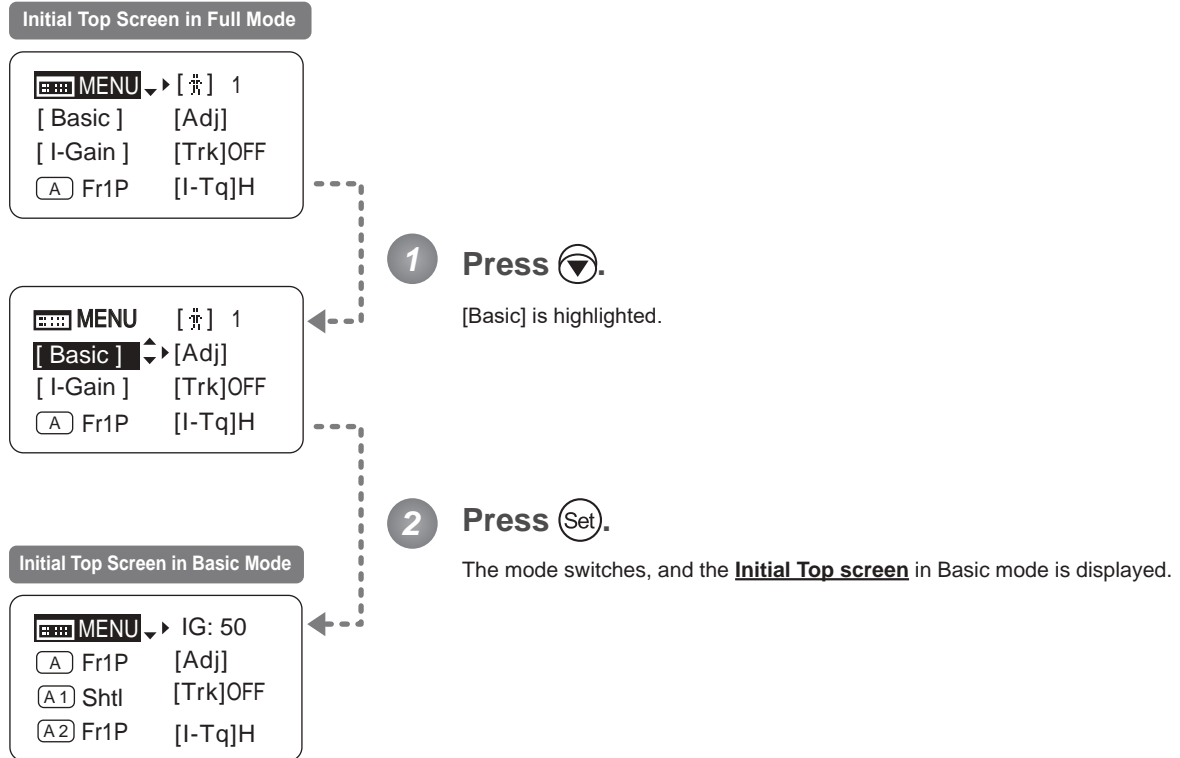 Initial Top Screen in Full Mode
MENU [ ] 1
[ Basic ] [Adj]
[ I-Gain ] [Trk]OFF
A Fr1P [I-Tq]H
1 Press .
[Basic] is highlighted.
MENU [ ] 1
[ Basic ] [Adj]
[ I-Gain ] [Trk]OFF
A Fr1P [I-Tq]H
2 Press Set.
The mode switches, and the Initial Top screen in Basic mode is displayed.
Initial Top Screen in Basic Mode
MENU IG: 50
A Fr1P [Adj]
A1 Shtl [Trk]OFF
A2 Fr1P [I-Tq]H